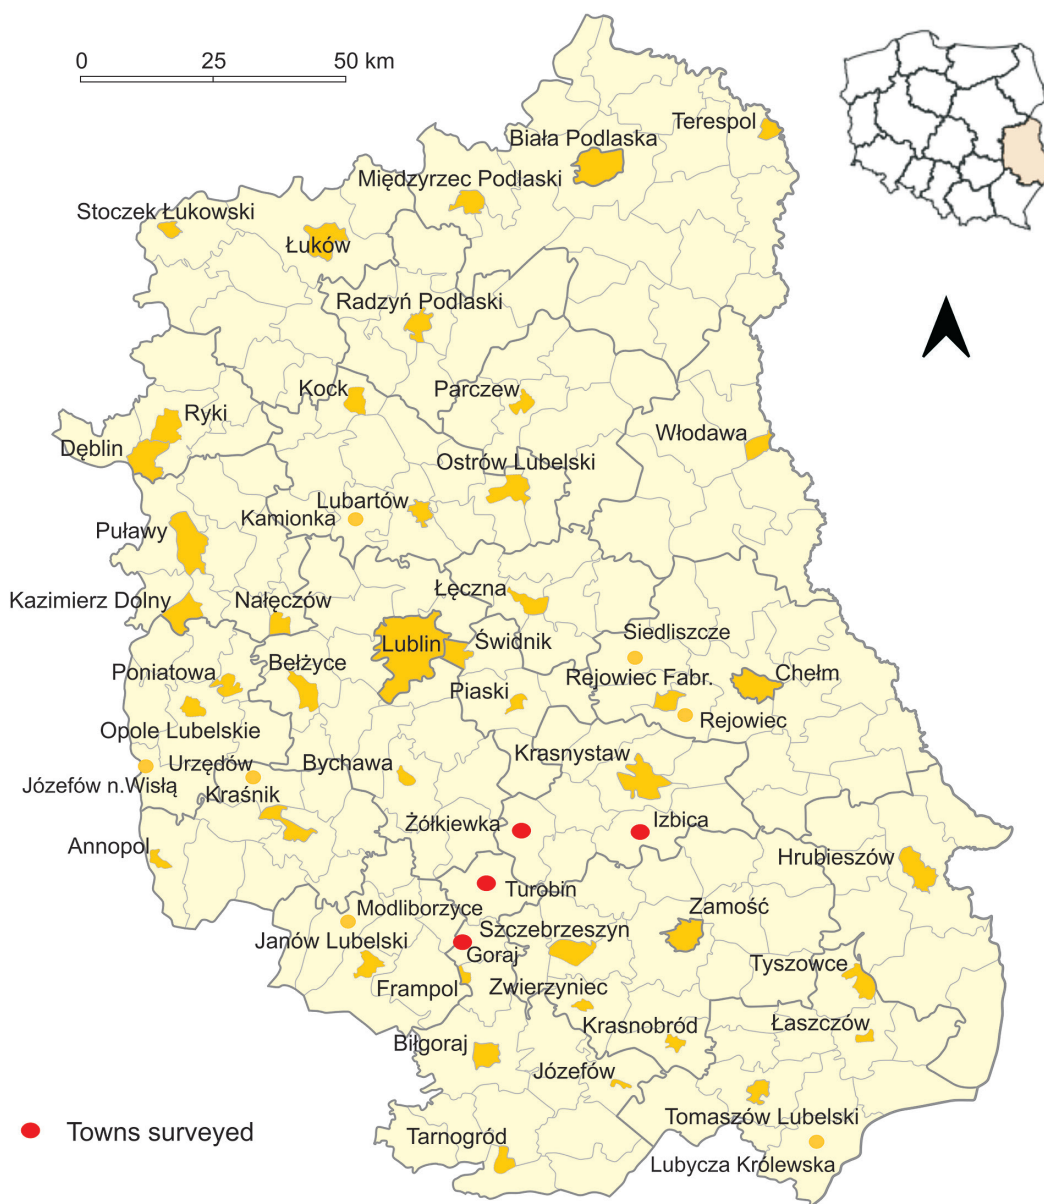 0 25 50 km
Terespol
Biała Podlaska
Międzyrzec Podlaski
Stoczek Łukowski
Łuków
Radzyń Podlaski
Kock
Parczew
Ryki
Włodawa
Dęblin
Ostrów Lubelski
Lubartów
Kamionka
Puławy
Łęczna
Kazimierz Dolny
Nałęczów
Siedliszcze
Lublin
Świdnik
Bełżyce
Poniatowa
Rejowiec Fabr.
Chełm
Piaski
Rejowiec
Opole Lubelskie
Krasnystaw
Urzędów
Bychawa
Józefów n.Wisłą
Kraśnik
Żółkiewka
Izbica
Annopol
Hrubieszów
Turobin
Modliborzyce
Zamość
Szczebrzeszyn
Janów Lubelski
Goraj
Tyszowce
Frampol
Zwierzyniec
Krasnobród
Łaszczów
Biłgoraj
Józefów
Tomaszów Lubelski
Towns surveyed
Tarnogród
Lubycza Królewska